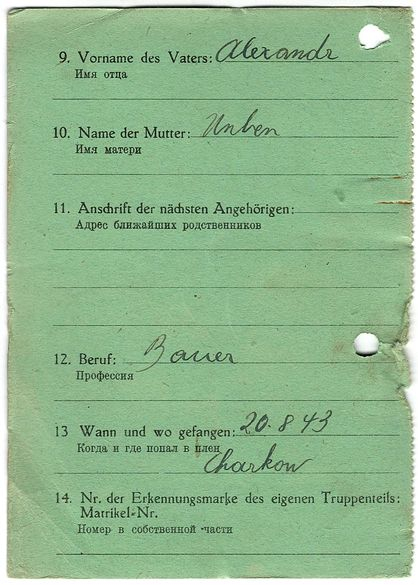 9. Vorname des Vaters: Alexandr
Имя отца
10. Name der Mutter: Unben
Имя матери
11. Anschrift der nächsten Angehörigen:
Адрес ближайших родственников
12. Beruf: Bauer
Профессия
13 Wann und wo gefangen: 20.8 43
Когда и где попал в плен
Charkow
14. Nr. der Erkennungsmarke des eigenen Truppenteils:
Matrikel-Nr.
Номер в собственной части